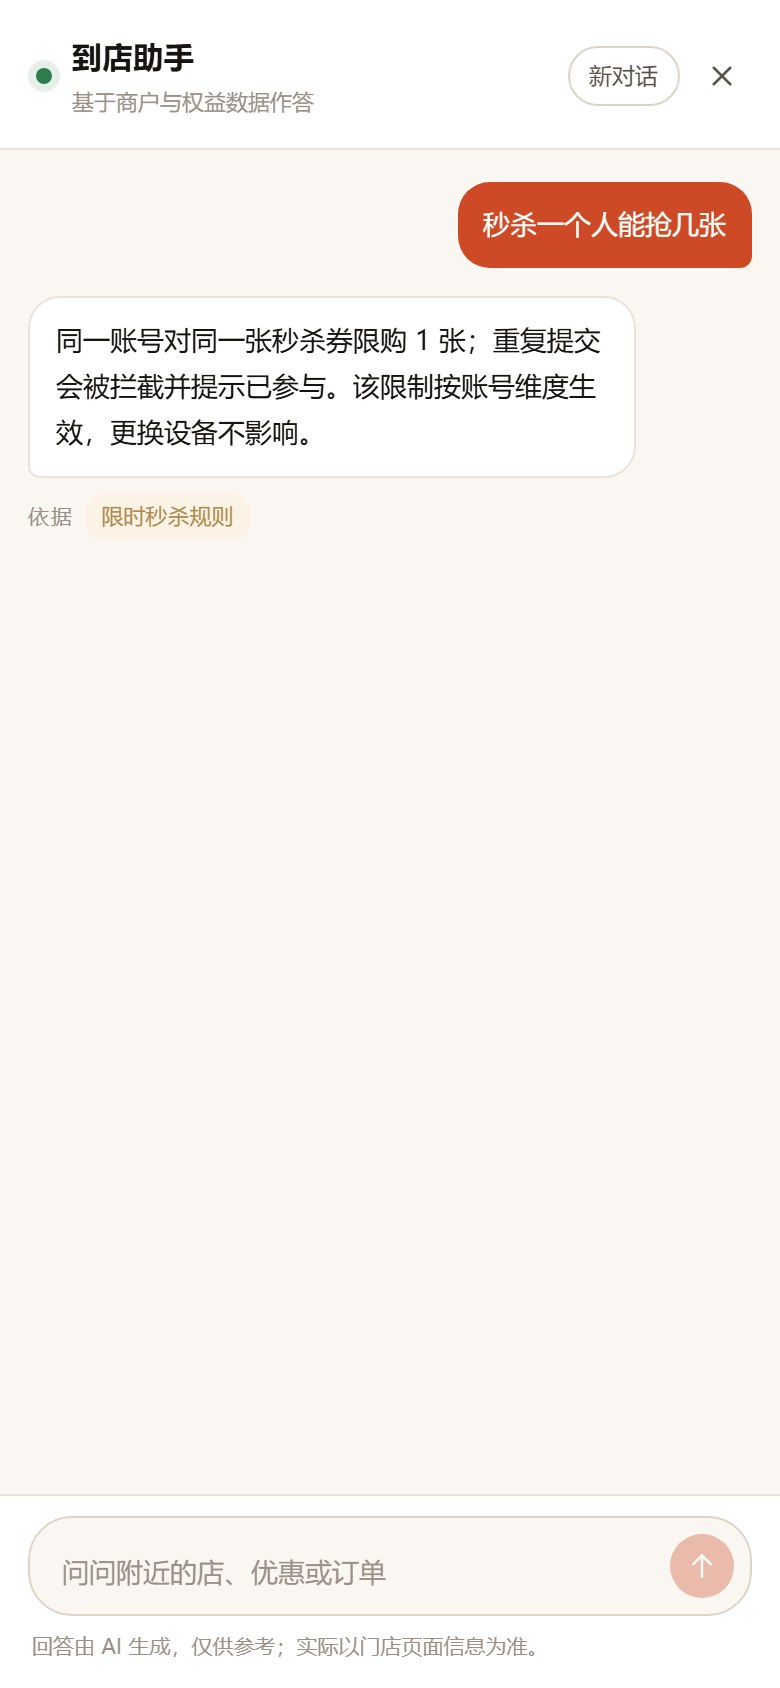 到店助手
基于商户与权益数据作答
新对话
秒杀一个人能抢几张
同一账号对同一张秒杀券限购 1 张；重复提交
会被拦截并提示已参与。该限制按账号维度生
效，更换设备不影响。
依据 限时秒杀规则
问问附近的店、优惠或订单
回答由 AI 生成，仅供参考；实际以门店页面信息为准。